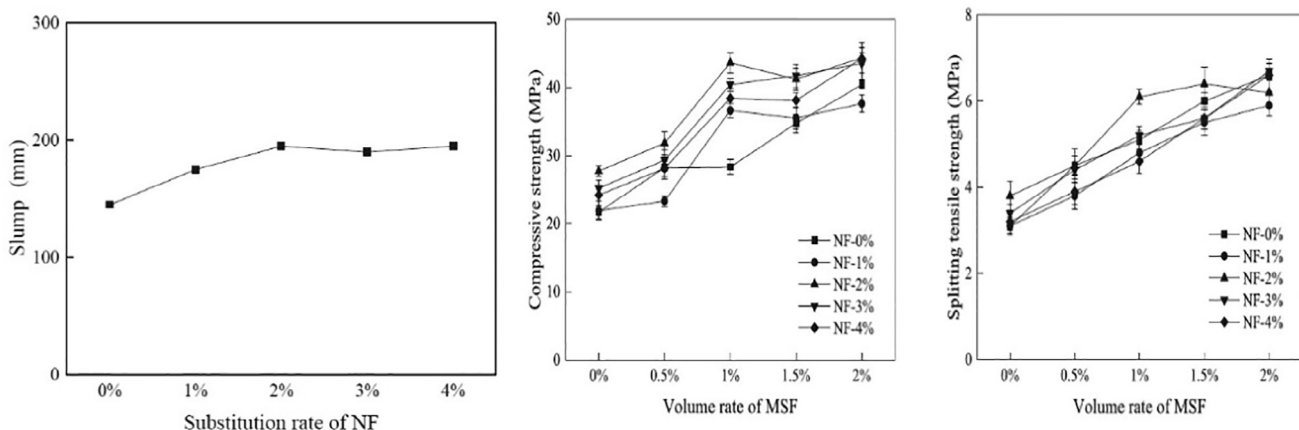 300
200
100
0
Slump (mm)
0% 1% 2% 3% 4%
Substitution rate of NF
50
40
30
20
10
0
Compressive strength (MPa)
NF-0%
NF-1%
NF-2%
NF-3%
NF-4%
0% 0.5% 1% 1.5% 2%
Volume rate of MSF
8
6
4
2
0
Splitting tensile strength (MPa)
NF-0%
NF-1%
NF-2%
NF-3%
NF-4%
0% 0.5% 1% 1.5% 2%
Volume rate of MSF